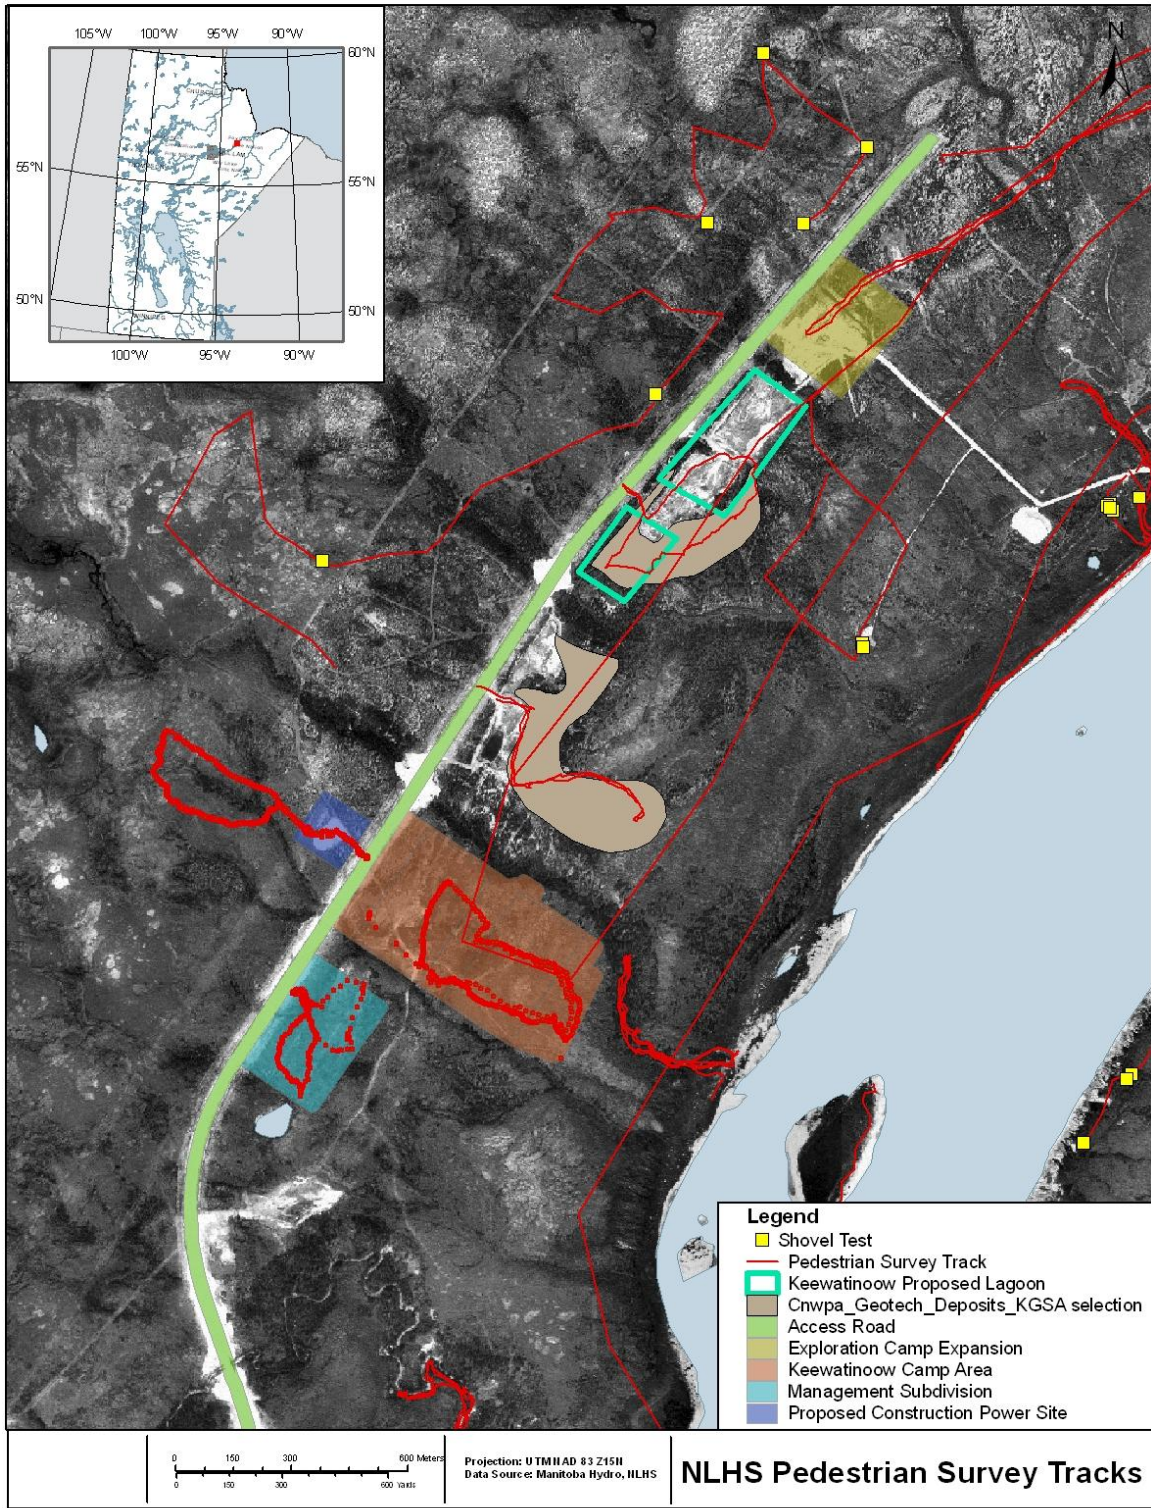 105°W 100°W 95°W 90°W
60°N
55°N 55°N
50°N 50°N
100°W 95°W 90°W
N
Legend
Shovel Test
Pedestrian Survey Track
Keewatinoow Proposed Lagoon
Cnwpa_Geotech_Deposits_KGSA selection
Access Road
Exploration Camp Expansion
Keewatinoow Camp Area
Management Subdivision
Proposed Construction Power Site
0 150 300 600 Meters
0 150 300 600 Yards
Projection: UTM NAD 83 Z15N
Data Source: Manitoba Hydro, NLHS
NLHS Pedestrian Survey Tracks